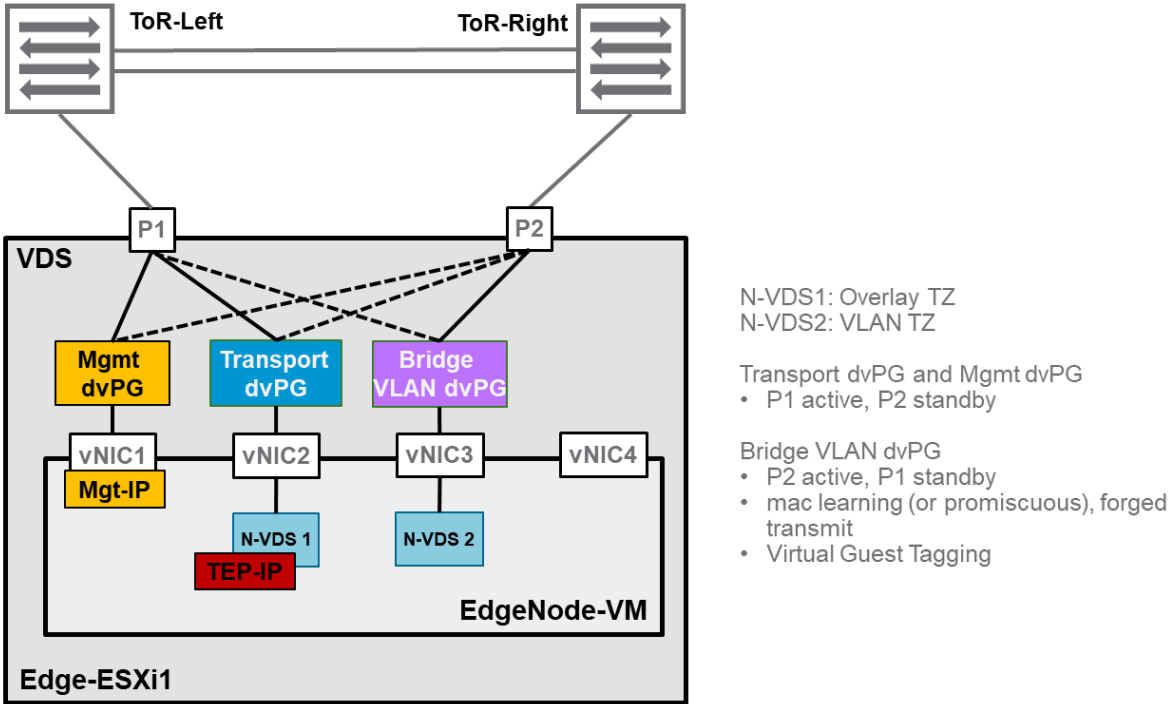 ToR-Left
ToR-Right
P1
P2
VDS
Mgmt
dvPG
Transport
dvPG
Bridge
VLAN dvPG
vNIC1
vNIC2
vNIC3
vNIC4
Mgt-IP
N-VDS 1
N-VDS 2
TEP-IP
EdgeNode-VM
Edge-ESXi1
N-VDS1: Overlay TZ
N-VDS2: VLAN TZ
Transport dvPG and Mgmt dvPG
• P1 active, P2 standby
Bridge VLAN dvPG
• P2 active, P1 standby
• mac learning (or promiscuous), forged
transmit
• Virtual Guest Tagging